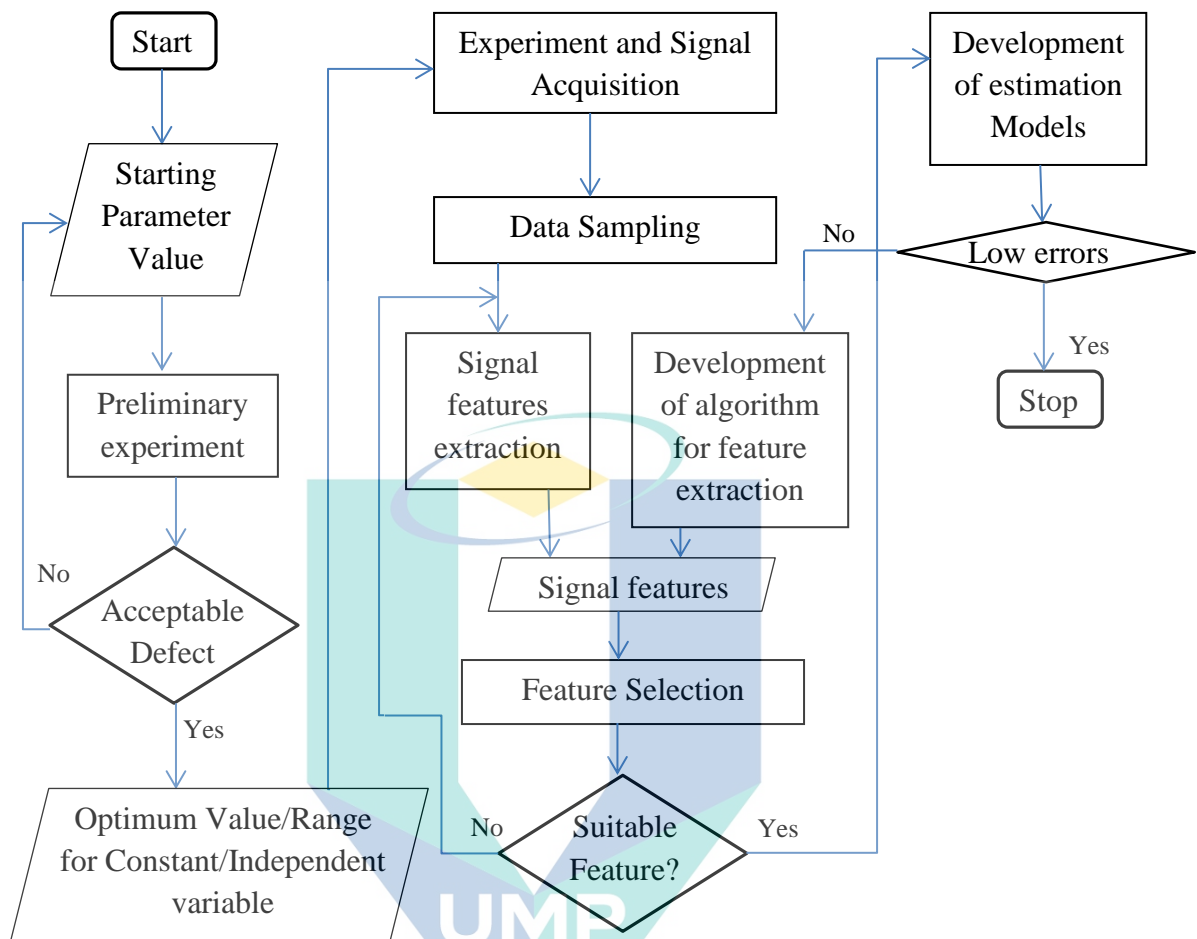 Start
Starting
Parameter
Value
Preliminary
experiment
No
Acceptable
Defect
Yes
Optimum Value/Range
for Constant/Independent
variable
Experiment and Signal
Acquisition
Data Sampling
Signal
features
extraction
Development
of algorithm
for feature
extraction
Signal features
Feature Selection
No
Suitable
Feature?
Yes
Development
of estimation
Models
No
Low errors
Yes
Stop
UMP